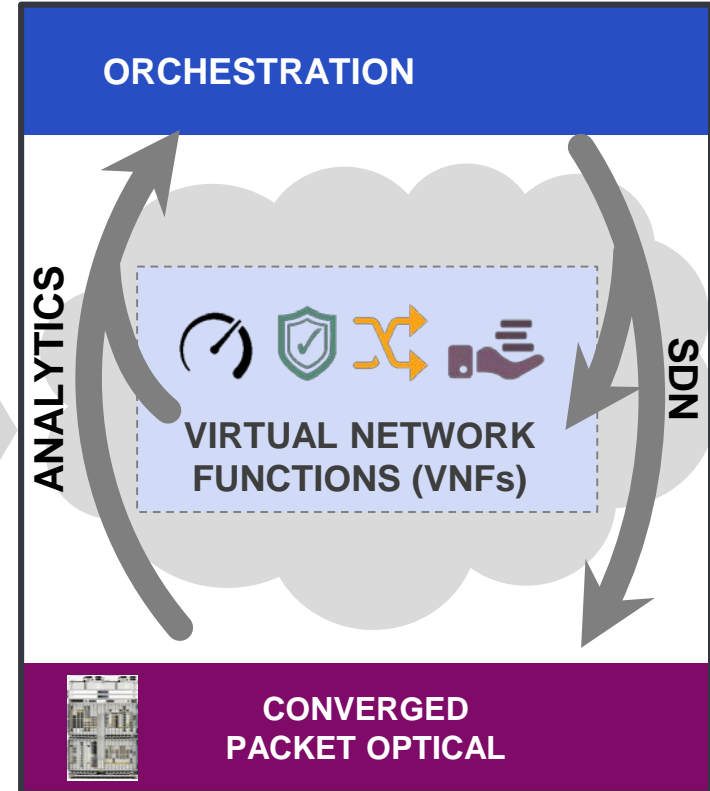 ORCHESTRATION
ANALYTICS
SDN
VIRTUAL NETWORK
FUNCTIONS (VNFs)
CONVERGED
PACKET OPTICAL